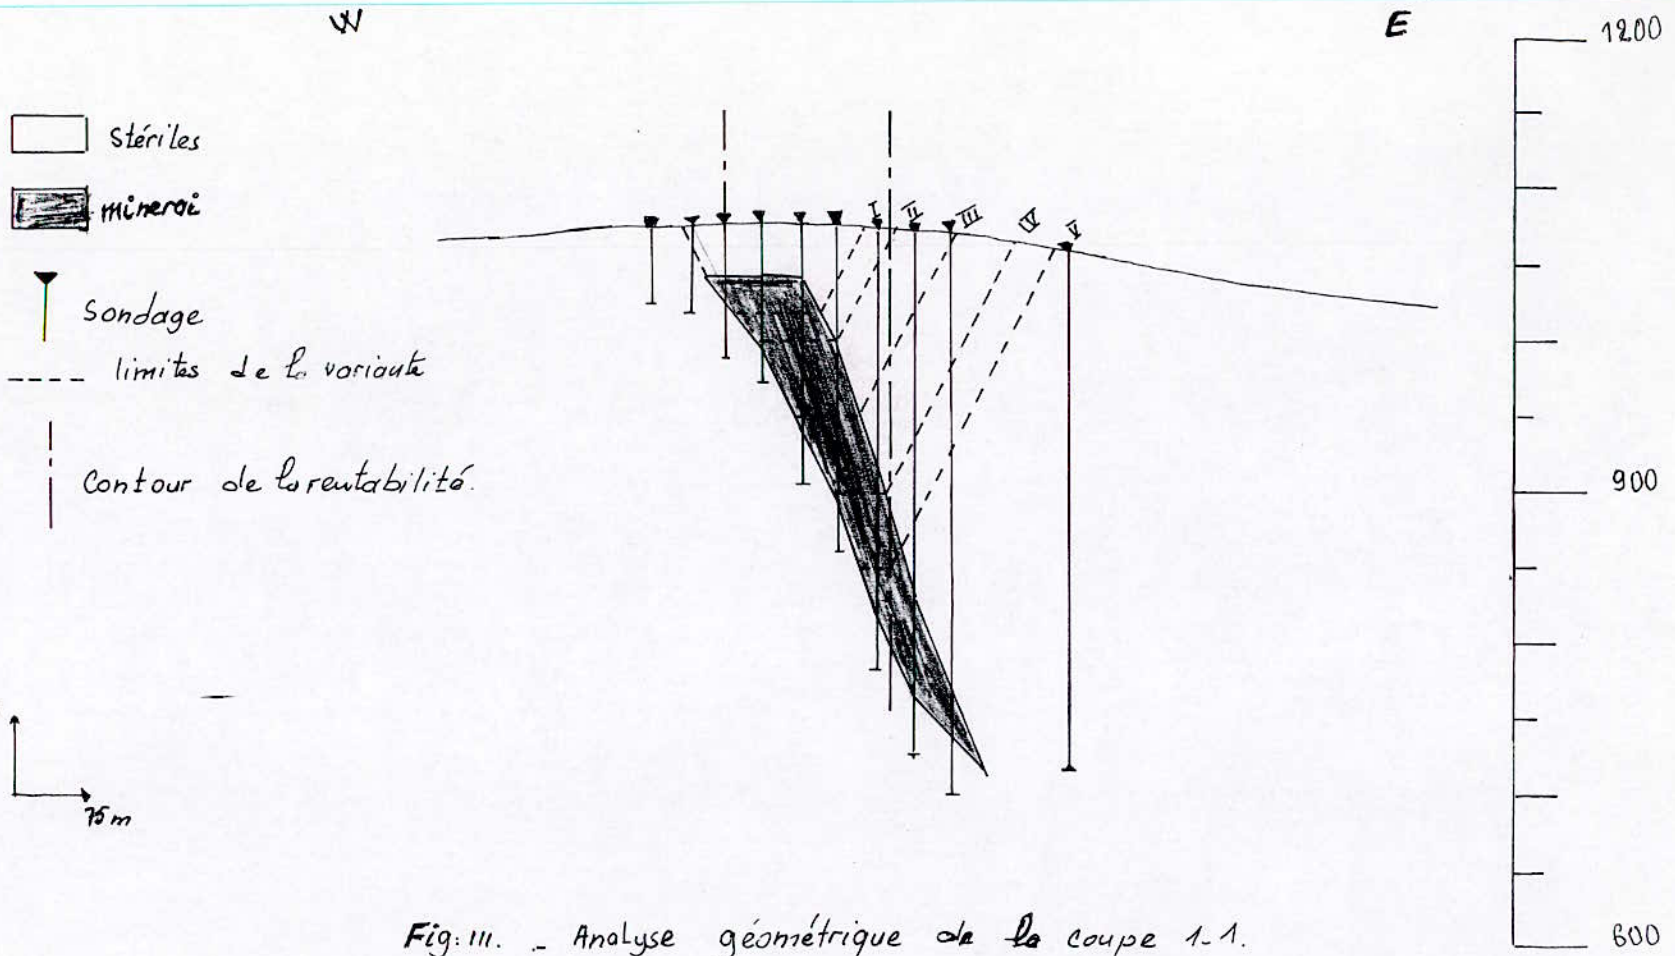 W
E
1200
stériles
minerai
I
II
III
IV
V
Sondage
limites de la variante
Contour de la rentabilité.
900
75 m
Fig: III. - Analyse géométrique de la coupe 1-1.
600